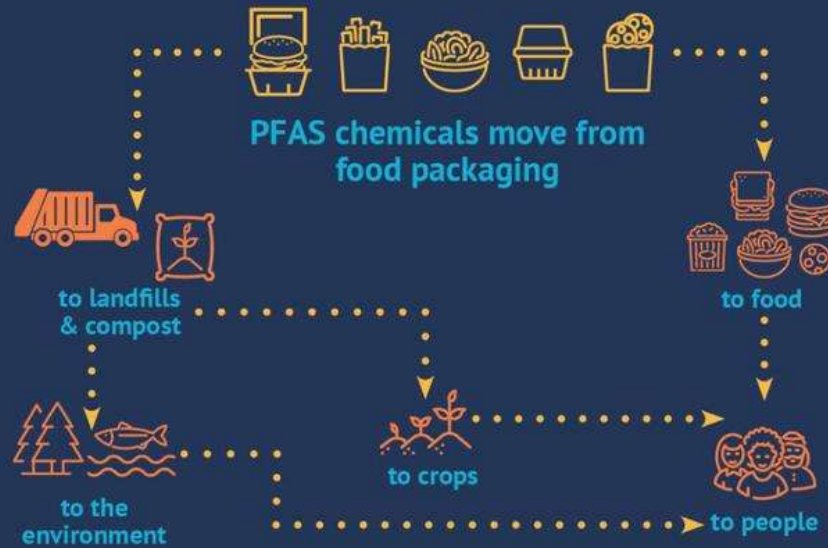 PFAS chemicals move from
food packaging
to landfills
& compost
to food
to the
environment
to crops
to people